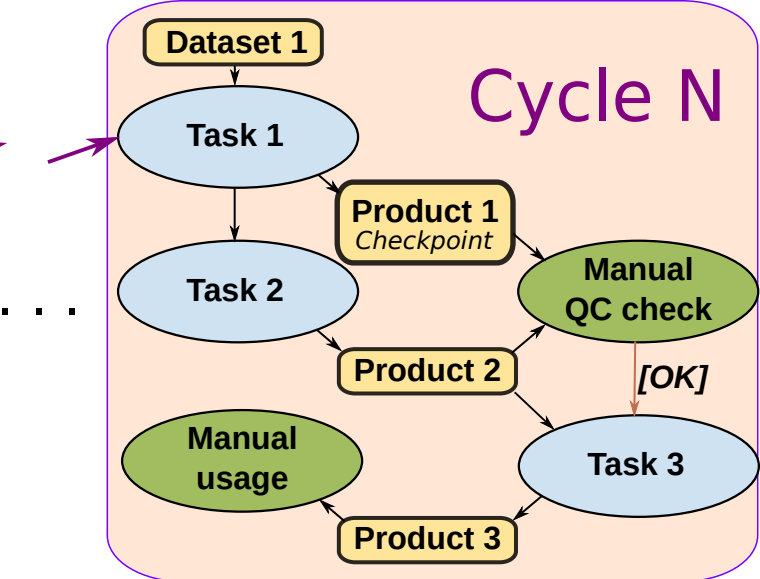 Dataset 1
Cycle N
Task 1
Product 1
Checkpoint
Manual
QC check
Task 2
Product 2
[OK]
Manual
usage
Task 3
Product 3